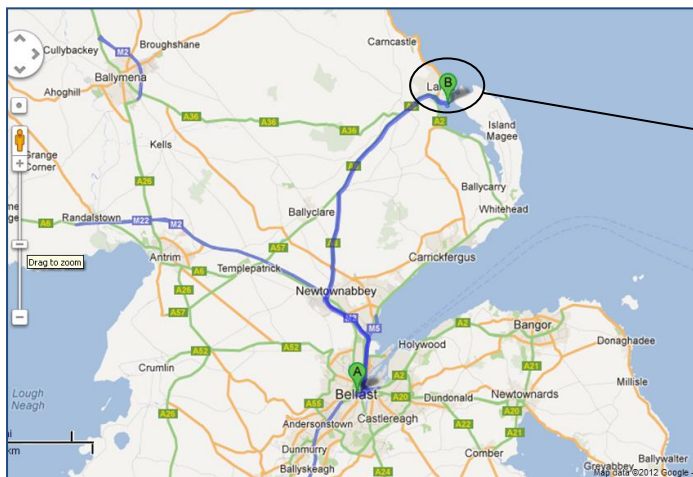 Carncastle
Cullybackey
M2
Broughshane
Ballymena
B
Ahoghill
A36
A36
A36
A2
Island
Magee
Kells
Grange
Corner
A26
Ballyclare
Ballycarry
Whitehead
A6
Randalstown
M22
M2
A57
Antrim
Templepatrick
A6
Carrickfergus
Drag to zoom
A57
Newtownabbey
M2
M5
A2
Bangor
Donaghadee
Holywood
A52
A52
Crumlin
A
A2
A21
Millisle
Lough
Neagh
Belfast
A20
Dundonald
Newtownards
A55
A26
Castlereagh
A20
Andersonstown
A22
A21
Dunmurry
Comber
Ballywalter
Ballyskeagh
A24
Greyabbey
km
Map data ©2012 Google -